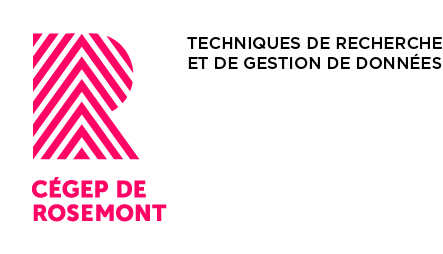 TECHNIQUES DE RECHERCHE
ET DE GESTION DE DONNÉES
CÉGEP DE
ROSEMONT